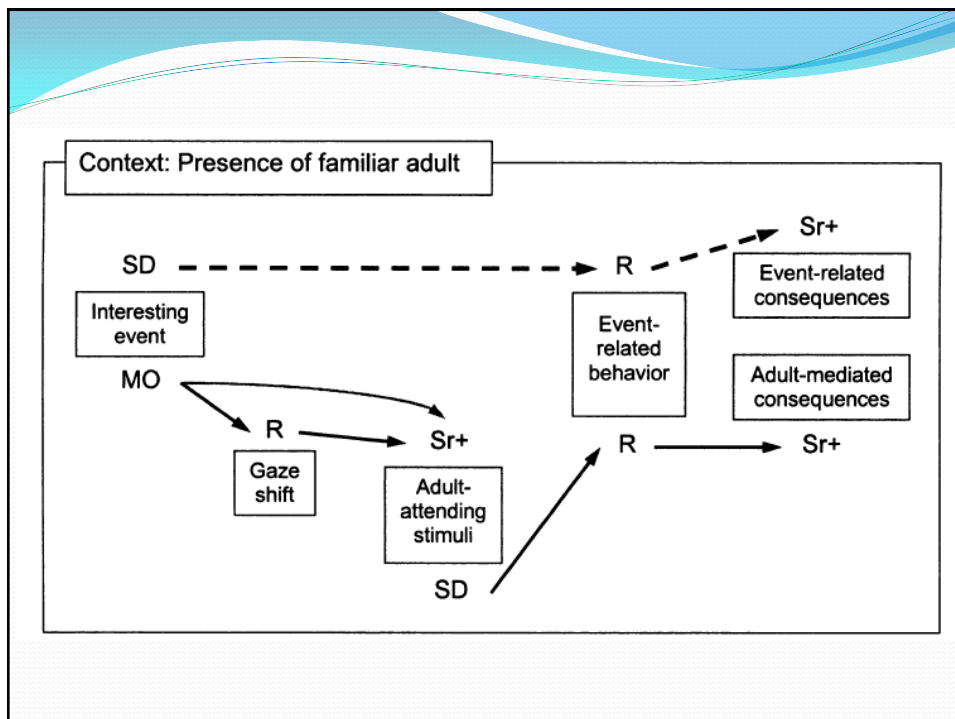 Context: Presence of familiar adult
SD
R
Sr+
Interesting
event
Event-
related
behavior
Event-related
consequences
MO
Adult-mediated
consequences
R
Sr+
R
Sr+
Gaze
shift
Adult-
attending
stimuli
SD